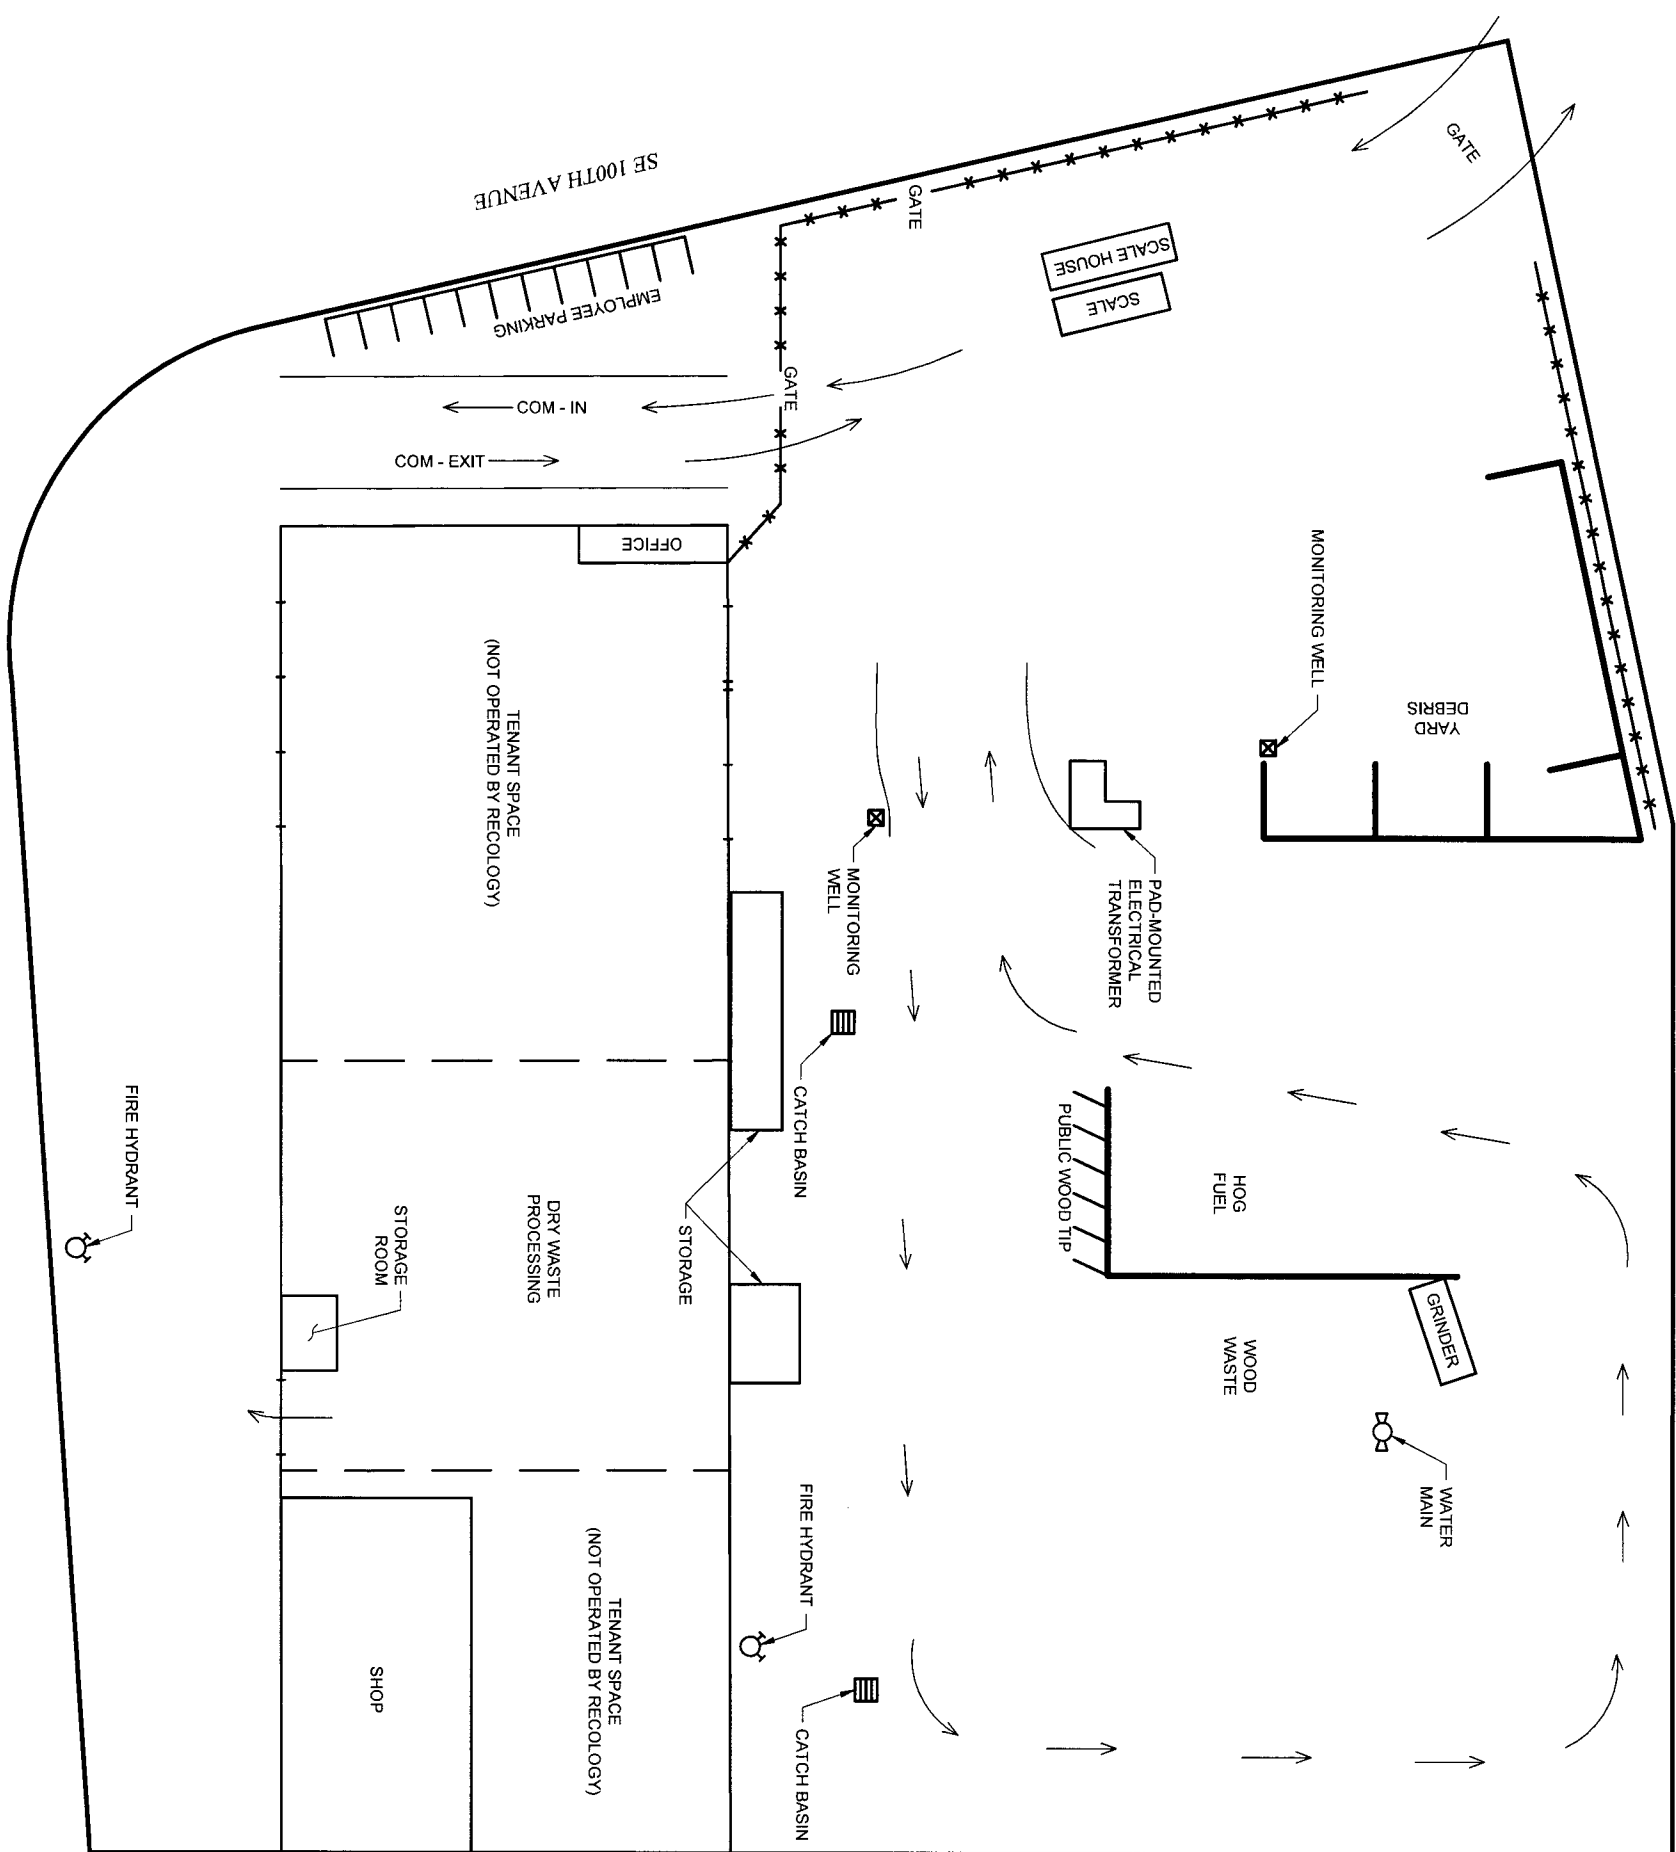 GATE
SE 100TH AVENUE
GATE
SCALE HOUSE
SCALE
EMPLOYEE PARKING
GATE
COM - IN
COM - EXIT
OFFICE
MONITORING WELL
YARD
DEBRIS
TENANT SPACE
(NOT OPERATED BY RECOLOGY)
MONITORING
WELL
PAD-MOUNTED
ELECTRICAL
TRANSFORMER
CATCH BASIN
PUBLIC WOOD TIP
HOG
FUEL
FIRE HYDRANT
STORAGE
ROOM
DRY WASTE
PROCESSING
STORAGE
GRINDER
WOOD
WASTE
WATER
MAIN
FIRE HYDRANT
TENANT SPACE
(NOT OPERATED BY RECOLOGY)
SHOP
CATCH BASIN